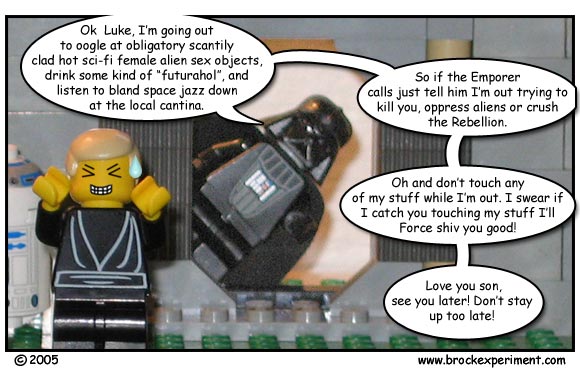 Ok Luke, I'm going out
to oogle at obligatory scantily
clad hot sci-fi female alien sex objects,
drink some kind of "futurahol", and
listen to bland space jazz down
at the local cantina.
So if the Emporer
calls just tell him I'm out trying to
kill you, oppress aliens or crush
the Rebellion.
Oh and don't touch any
of my stuff while I'm out. I swear if
I catch you touching my stuff I'll
Force shiv you good!
Love you son,
see you later! Don't stay
up too late!
© 2005
www.brockexperiment.com